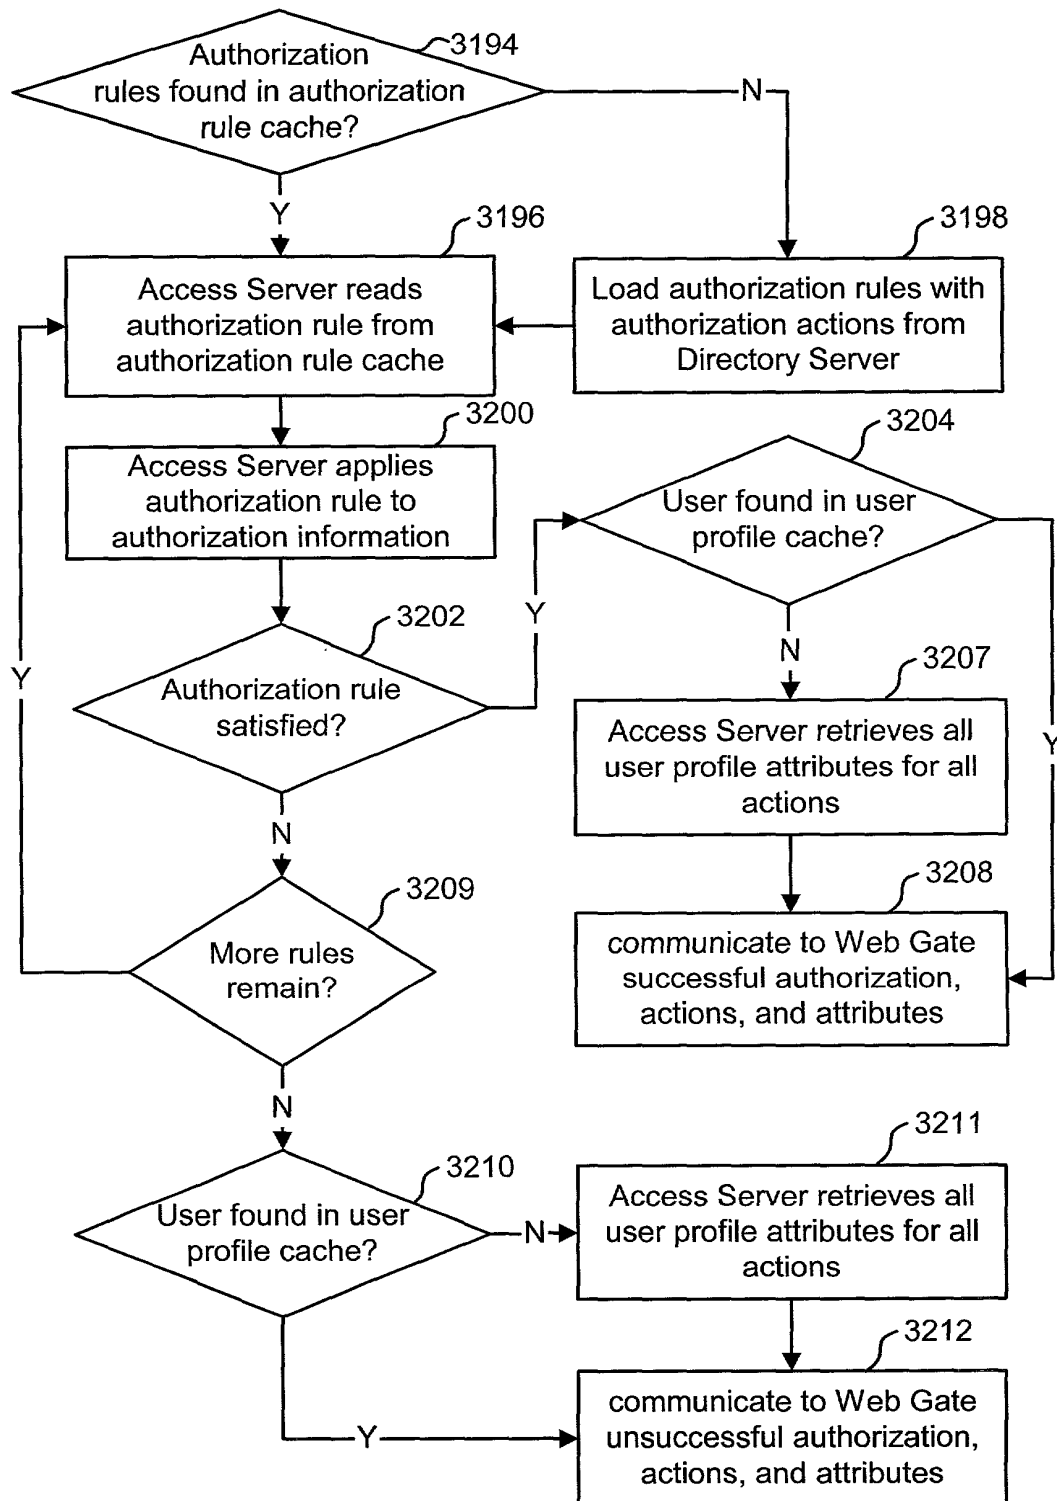 3194
Authorization
rules found in authorization
rule cache?
N
Y
3196
3198
Access Server reads
authorization rule from
authorization rule cache
Load authorization rules with
authorization actions from
Directory Server
3200
3204
Access Server applies
authorization rule to
authorization information
User found in user
profile cache?
Y
3202
N
Y
3207
Authorization rule
satisfied?
Access Server retrieves all
user profile attributes for all
actions
Y
N
3209
3208
More rules
remain?
communicate to Web Gate
successful authorization,
actions, and attributes
N
3210
3211
User found in user
profile cache?
N
Access Server retrieves all
user profile attributes for all
actions
3212
Y
communicate to Web Gate
unsuccessful authorization,
actions, and attributes